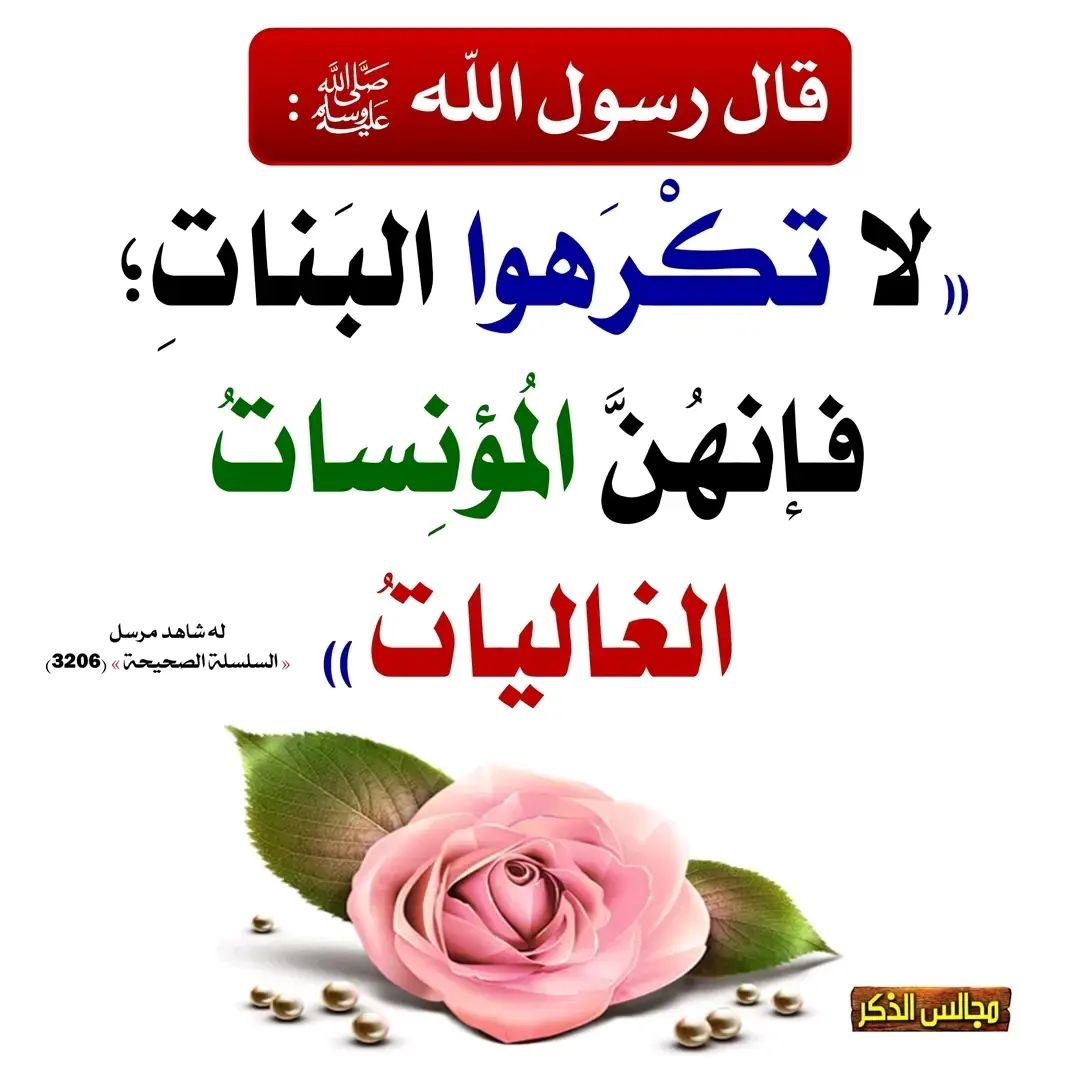 قال رسول الله ﷺ :
(( لا تكْرَهوا البَناتِ؛
فإنهُنَّ المُؤنِساتُ
الغالياتُ ))
له شاهد مرسل
« السلسلة الصحيحة » (3206)
مجالس الذكر